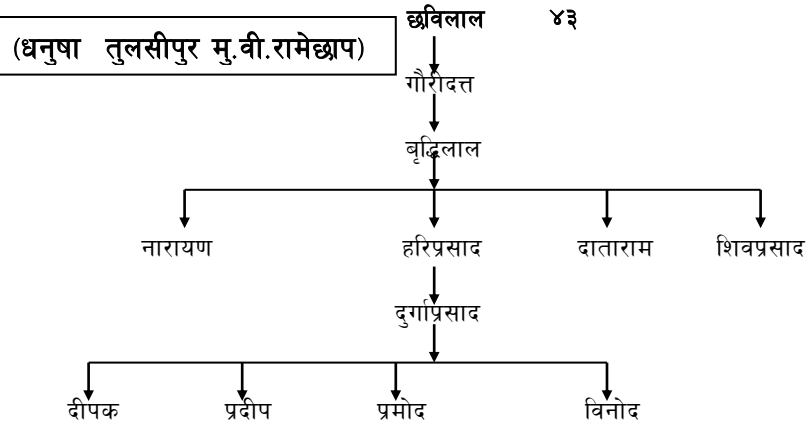 छविलाल ४३
(धनुषा तुलसीपुर मु.वी.रामेछाप)
गौरीदत्त
बृद्धिलाल
नारायण हरिप्रसाद दाताराम शिवप्रसाद
दुर्गाप्रसाद
दीपक प्रदीप प्रमोद विनोद